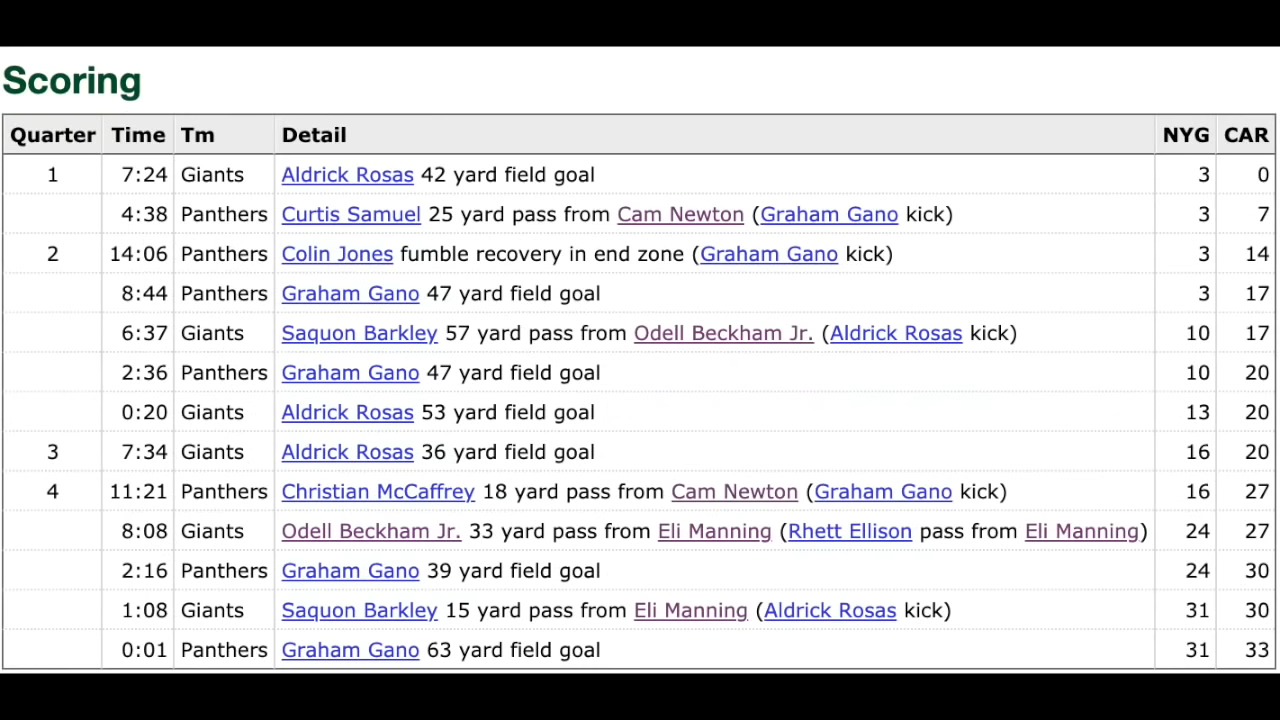 Scoring
Quarter Time Tm Detail NYG CAR
1 7:24 Giants Aldrick Rosas 42 yard field goal 3 0
4:38 Panthers Curtis Samuel 25 yard pass from Cam Newton (Graham Gano kick) 3 7
2 14:06 Panthers Colin Jones fumble recovery in end zone (Graham Gano kick) 3 14
8:44 Panthers Graham Gano 47 yard field goal 3 17
6:37 Giants Saquon Barkley 57 yard pass from Odell Beckham Jr. (Aldrick Rosas kick) 10 17
2:36 Panthers Graham Gano 47 yard field goal 10 20
0:20 Giants Aldrick Rosas 53 yard field goal 13 20
3 7:34 Giants Aldrick Rosas 36 yard field goal 16 20
4 11:21 Panthers Christian McCaffrey 18 yard pass from Cam Newton (Graham Gano kick) 16 27
8:08 Giants Odell Beckham Jr. 33 yard pass from Eli Manning (Rhett Ellison pass from Eli Manning) 24 27
2:16 Panthers Graham Gano 39 yard field goal 24 30
1:08 Giants Saquon Barkley 15 yard pass from Eli Manning (Aldrick Rosas kick) 31 30
0:01 Panthers Graham Gano 63 yard field goal 31 33